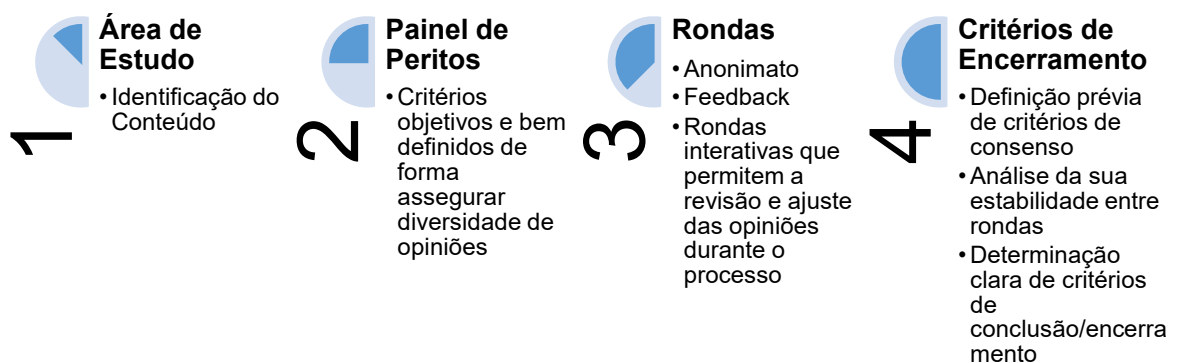 1
Área de
Estudo
• Identificação do
Conteúdo
2
Painel de
Peritos
• Critérios
objetivos e bem
definidos de
forma
assegurar
diversidade de
opiniões
3
Rondas
• Anonimato
• Feedback
• Rondas
interativas que
permitem a
revisão e ajuste
das opiniões
durante o
processo
4
Critérios de
Encerramento
• Definição prévia
de critérios de
consenso
• Análise da sua
estabilidade entre
rondas
• Determinação
clara de critérios
de
conclusão/encerra
mento